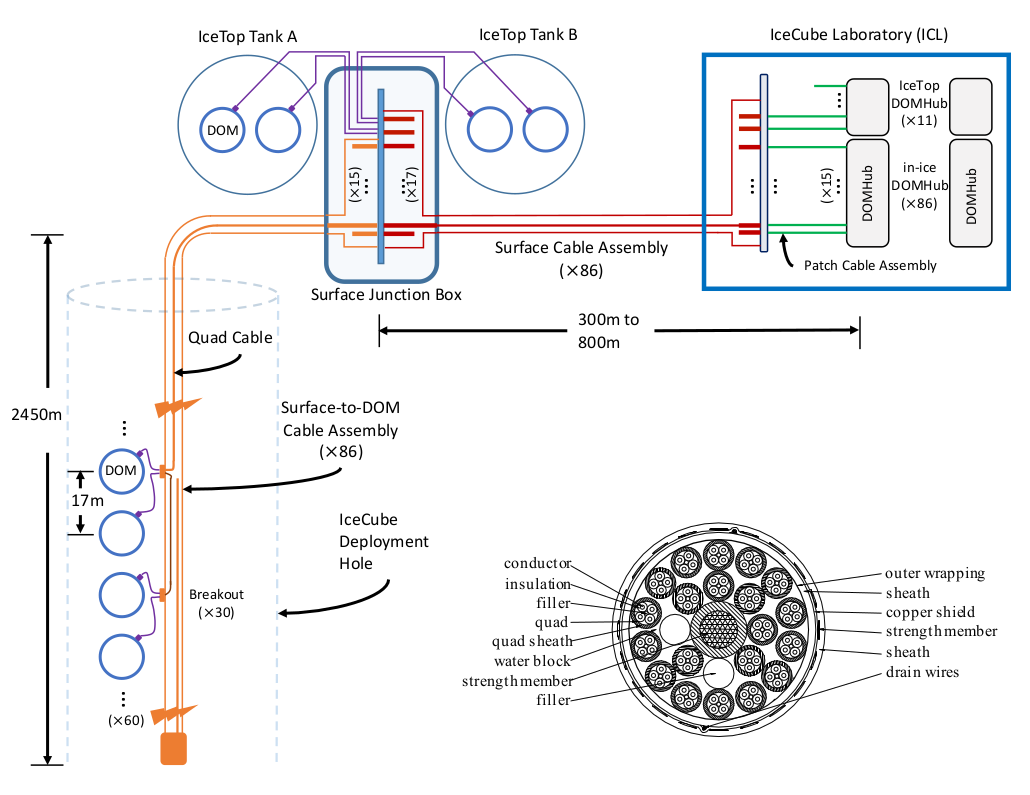 IceTop Tank A
IceTop Tank B
IceCube Laboratory (ICL)
DOM
(×15)
(×17)
IceTop
DOMHub
(×11)
(×15)
DOMHub
in-ice
DOMHub
(×86)
DOMHub
Patch Cable Assembly
Surface Cable Assembly
(×86)
Surface Junction Box
300m to
800m
Quad Cable
2450m
Surface-to-DOM
Cable Assembly
(×86)
DOM
17m
IceCube
Deployment
Hole
Breakout
(×30)
(×60)
conductor
insulation
filler
quad
quad sheath
water block
strength member
filler
outer wrapping
sheath
copper shield
strength member
sheath
drain wires